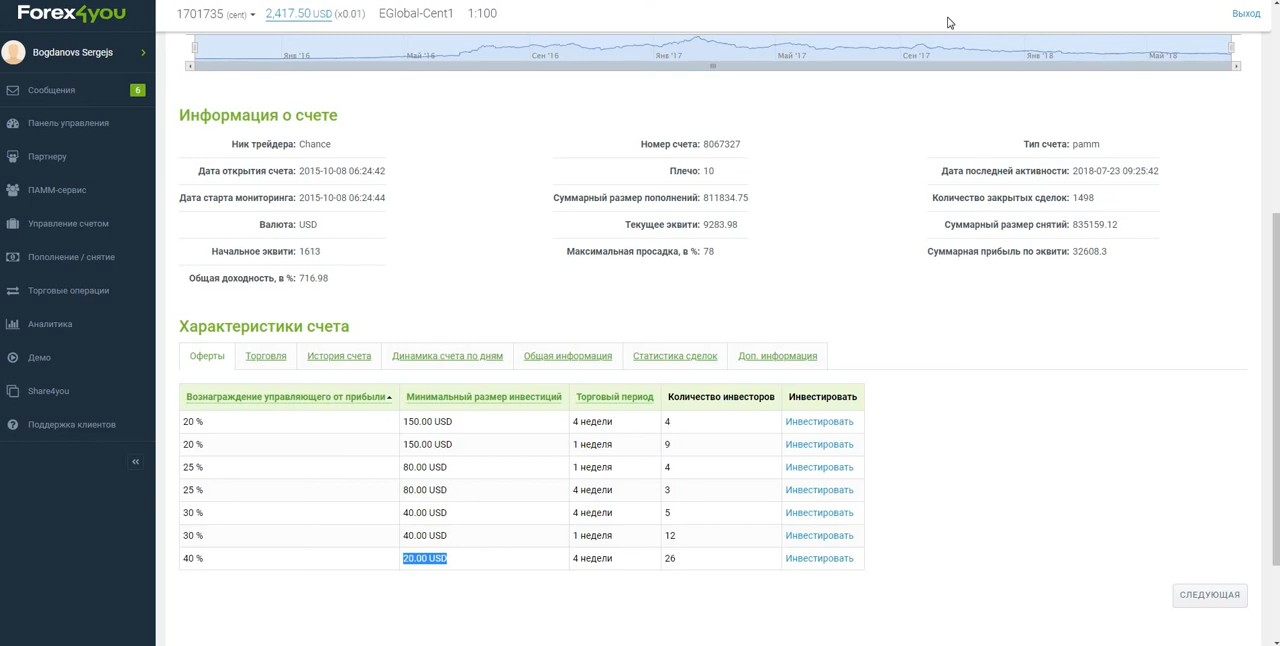 Forex4you
1701735 (cent) 2,417.50 USD (x0.01) EGlobal-Cent1 1:100 Выход
Bogdanovs Sergejs
Сообщения 6
Панель управления
Партнеру
ПАММ-сервис
Управление счетом
Пополнение / снятие
Торговые операции
Аналитика
Демо
Share4you
Поддержка клиентов
Янв '16 Май '16 Сен '16 Янв '17 Май '17 Сен '17 Янв '18 Май '18
Информация о счете
Ник трейдера: Chance Номер счета: 8067327 Тип счета: pamm
Дата открытия счета: 2015-10-08 06:24:42 Плечо: 10 Дата последней активности: 2018-07-23 09:25:42
Дата старта мониторинга: 2015-10-08 06:24:44 Суммарный размер пополнений: 811834.75 Количество закрытых сделок: 1498
Валюта: USD Текущее эквити: 9283.98 Суммарный размер снятий: 835159.12
Начальное эквити: 1613 Максимальная просадка, в %: 78 Суммарная прибыль по эквити: 32608.3
Общая доходность, в %: 716.98
Характеристики счета
Оферты Торговля История счета Динамика счета по дням Общая информация Статистика сделок Доп. информация
Вознаграждение управляющего от прибыли Минимальный размер инвестиций Торговый период Количество инвесторов Инвестировать
20 % 150.00 USD 4 недели 4 Инвестировать
20 % 150.00 USD 1 неделя 9 Инвестировать
25 % 80.00 USD 1 неделя 4 Инвестировать
25 % 80.00 USD 4 недели 3 Инвестировать
30 % 40.00 USD 4 недели 5 Инвестировать
30 % 40.00 USD 1 неделя 12 Инвестировать
40 % 20.00 USD 4 недели 26 Инвестировать
СЛЕДУЮЩАЯ